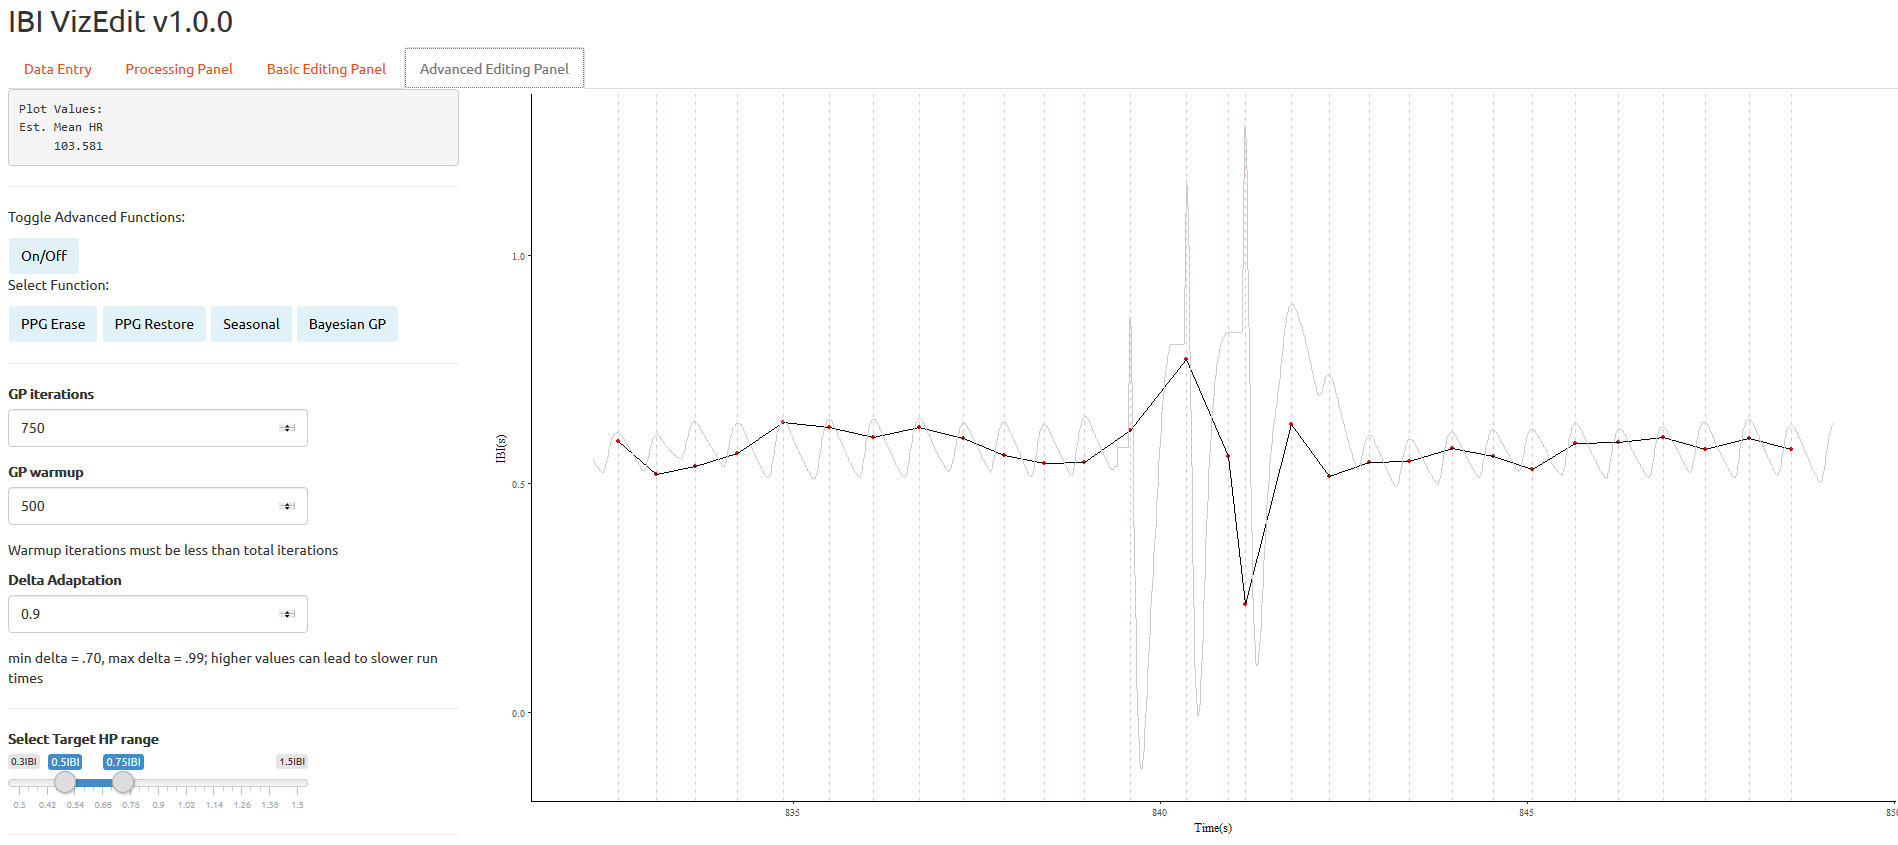 IBI VizEdit v1.0.0
Data Entry Processing Panel Basic Editing Panel Advanced Editing Panel
Plot Values:
Est. Mean HR
103.581
Toggle Advanced Functions:
On/Off
Select Function:
PPG Erase PPG Restore Seasonal Bayesian GP
GP iterations
750
GP warmup
500
Warmup iterations must be less than total iterations
Delta Adaptation
0.9
min delta = .70, max delta = .99; higher values can lead to slower run
times
Select Target HP range
0.3IBI 0.5IBI 0.75IBI 1.5IBI
0.3 0.42 0.54 0.66 0.78 0.9 1.02 1.14 1.26 1.38 1.5
IBI(s)
1.0
0.5
0.0
835 840 845 850
Time(s)